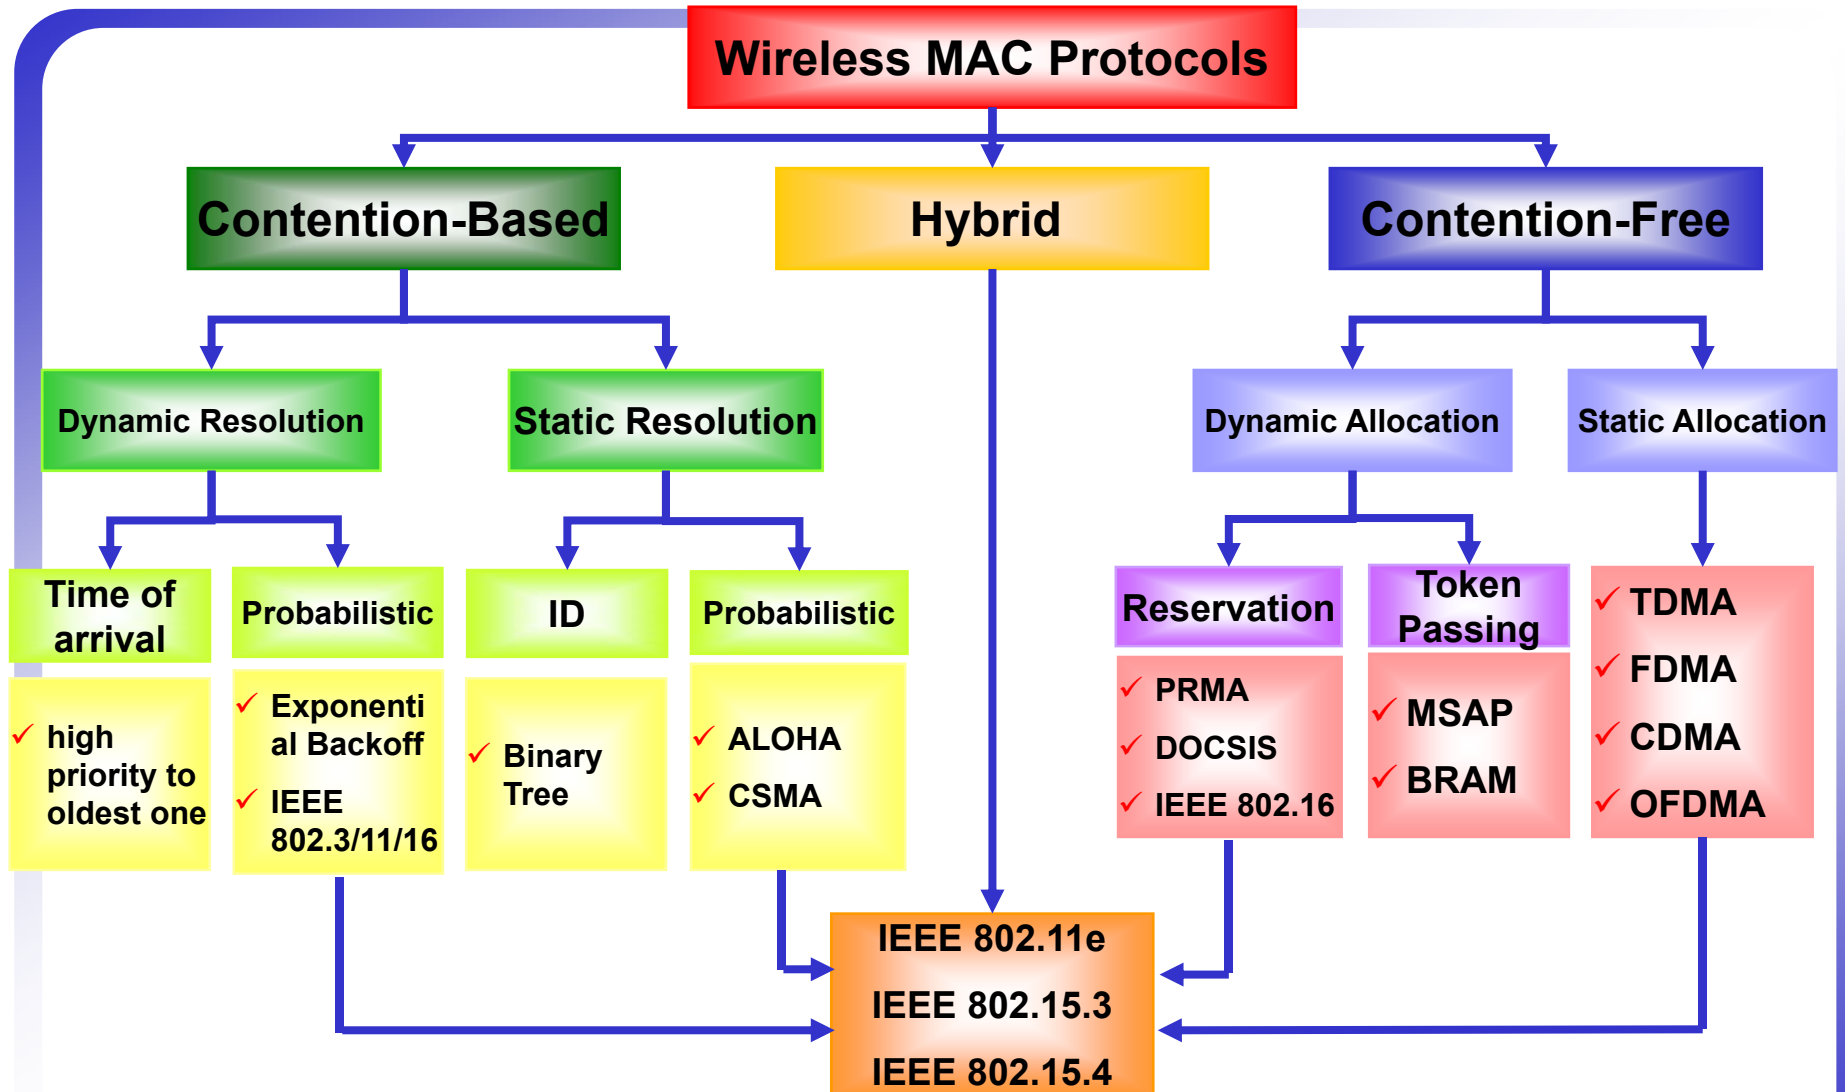 Wireless MAC Protocols
Contention-Based
Hybrid
Contention-Free
Dynamic Resolution
Static Resolution
Dynamic Allocation
Static Allocation
Time of
arrival
Probabilistic
ID
Probabilistic
Reservation
Token
Passing
✓ high
priority to
oldest one
✓ Exponenti
al Backoff
✓ IEEE
802.3/11/16
✓ Binary
Tree
✓ ALOHA
✓ CSMA
✓ PRMA
✓ DOCSIS
✓ IEEE 802.16
✓ MSAP
✓ BRAM
✓ TDMA
✓ FDMA
✓ CDMA
✓ OFDMA
IEEE 802.11e
IEEE 802.15.3
IEEE 802.15.4